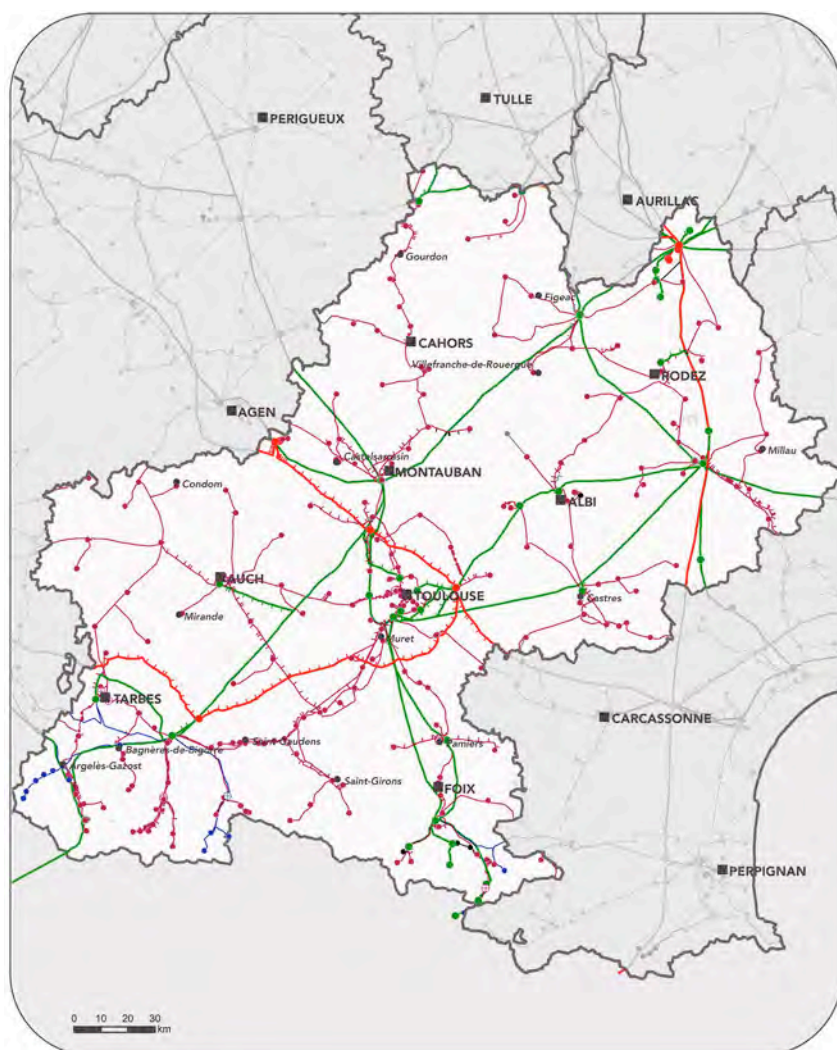 TULLE
PERIGUEUX
AURILLAC
Gourdon
Figeac
CAHORS
Villefranche-de-Rouergue
RODEZ
AGEN
Castelsarrasin
Millau
MONTAUBAN
Condom
ALBI
AUCH
TOULOUSE
Castres
Mirande
Muret
TARBES
CARCASSONNE
Saint-Gaudens
Pamiers
Bagnères-de-Bigorre
Argelès-Gazost
Saint-Girons
FOIX
PERPIGNAN
0 10 20 30
km